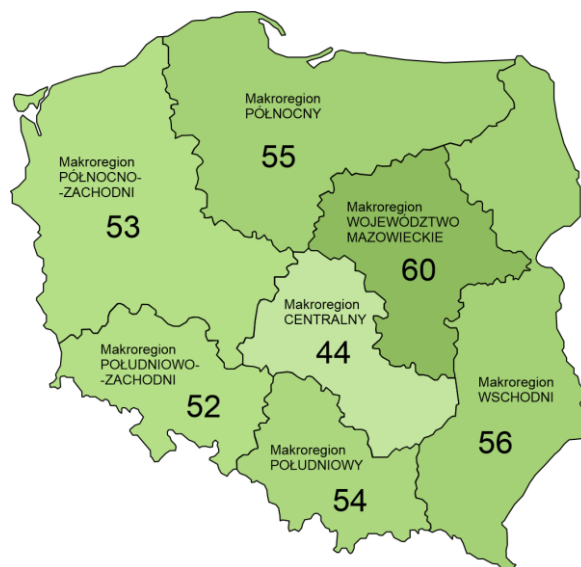 Makroregion
PÓŁNOCNY
55
Makroregion
PÓŁNOCNO-
-ZACHODNI
53
Makroregion
WOJEWÓDZTWO
MAZOWIECKIE
60
Makroregion
CENTRALNY
44
Makroregion
POŁUDNIOWO-
-ZACHODNI
52
Makroregion
WSCHODNI
56
Makroregion
POŁUDNIOWY
54